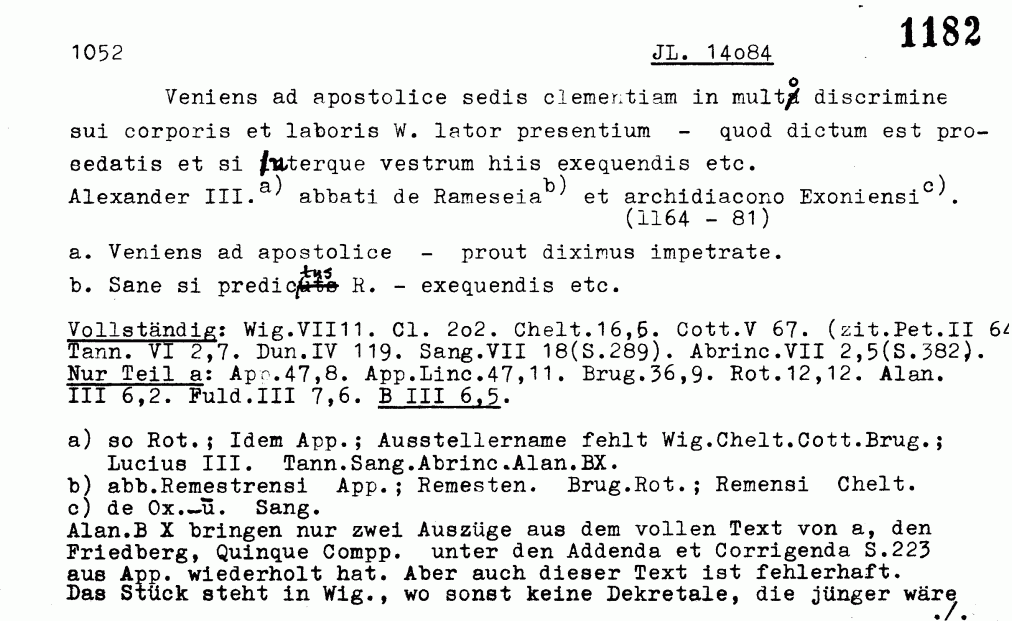 1182
1052 JL. 14o84
Veniens ad apostolice sedis clementiam in multo discrimine
sui corporis et laboris W. lator presentium - quod dictum est pro-
cedatis et si Iuterque vestrum hiis exequendis etc.
Alexander III.a) abbati de Rameseiab) et archidiacono Exoniensic).
(1164 - 81)
a. Veniens ad apostolice - prout diximus impetrate.
b. Sane si predictus R. - exequendis etc.
Vollständig: Wig.VII11. Cl. 2o2. Chelt.16,6. Cott.V 67. (zit.Pet.II 64
Tann. VI 2,7. Dun.IV 119. Sang.VII 18(S.289). Abrinc.VII 2,5(S.382).
Nur Teil a: App.47,8. App.Linc.47,11. Brug.36,9. Rot.12,12. Alan.
III 6,2. Fuld.III 7,6. B III 6,5.
a) so Rot.; Idem App.; Ausstellername fehlt Wig.Chelt.Cott.Brug.;
Lucius III. Tann.Sang.Abrinc.Alan.BX.
b) abb.Remestrensi App.; Remesten. Brug.Rot.; Remensi Chelt.
c) de Ox.-ū. Sang.
Alan.B X bringen nur zwei Auszüge aus dem vollen Text von a, den
Friedberg, Quinque Compp. unter den Addenda et Corrigenda S.223
aus App. wiederholt hat. Aber auch dieser Text ist fehlerhaft.
Das Stück steht in Wig., wo sonst keine Dekretale, die jünger wäre
./.